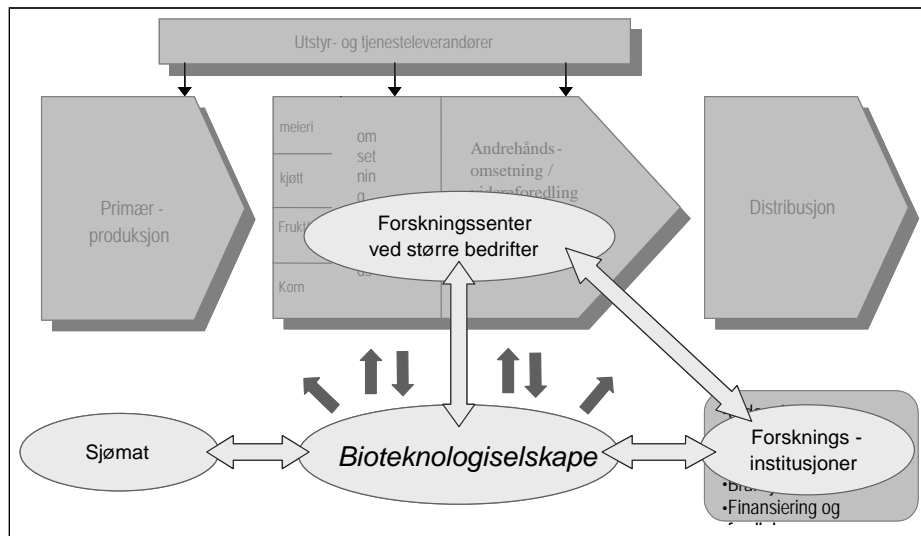 Utstyr- og tjenesteleverandører
Primær -
produksjon
meieri
kjøtt
Korn
om
set
nin
Andrehånds -
omsetning /
videreforedling
Distribusjon
Forskningssenter
ved større bedrifter
Sjømat
Bioteknologiselskape
Forsknings -
institusjoner
•Finansiering og